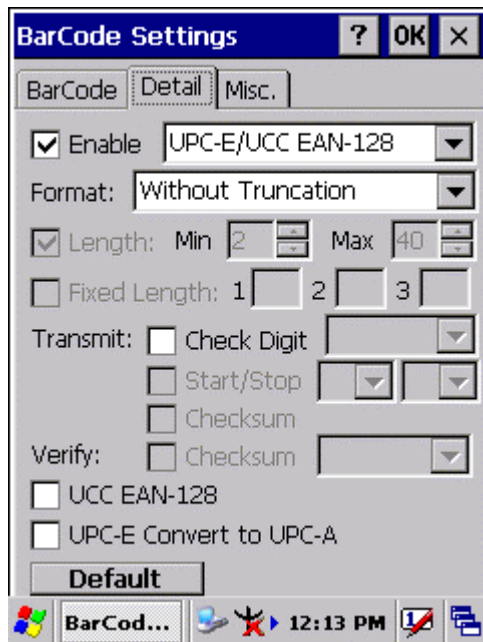 BarCode Settings ? OK ×
BarCode Detail Misc.
Enable UPC-E/UCC EAN-128
Format: Without Truncation
Length: Min 2 Max 40
Fixed Length: 1 2 3
Transmit: Check Digit
Start/Stop
Checksum
Verify: Checksum
UCC EAN-128
UPC-E Convert to UPC-A
Default
BarCod... 12:13 PM